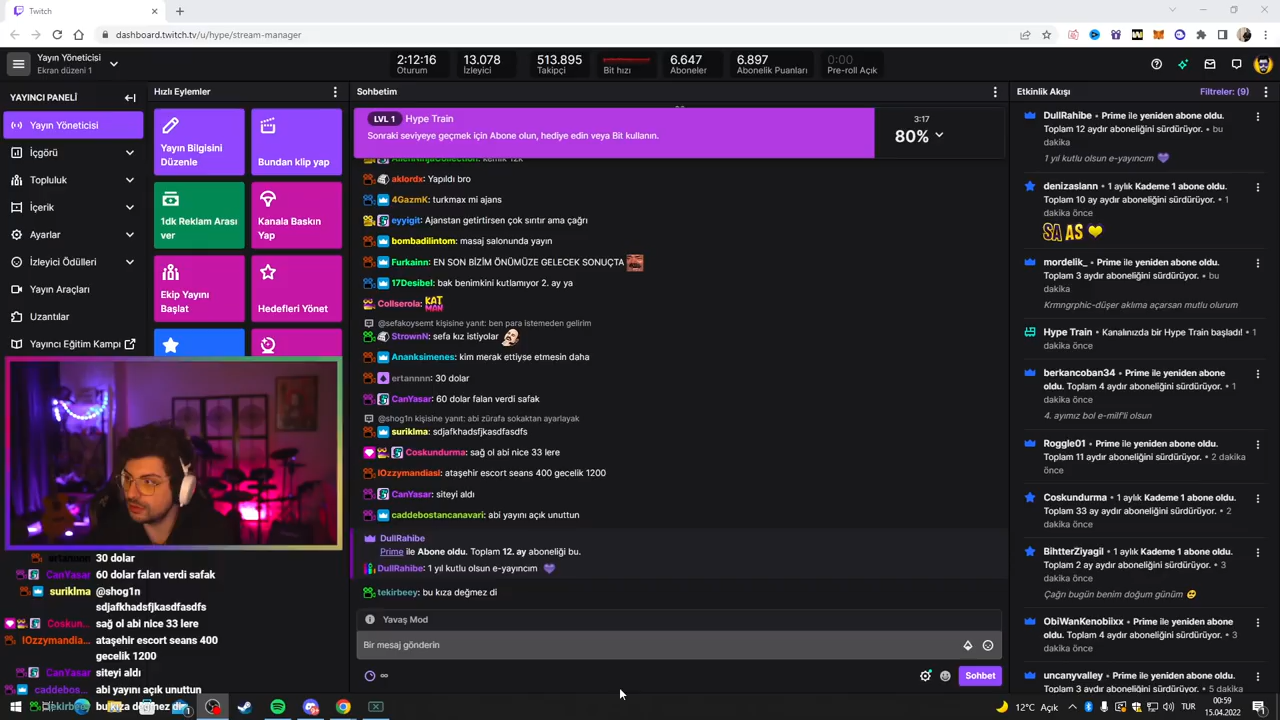 Twitch
dashboard.twitch.tv/u/hype/stream-manager
Yayın Yöneticisi
Ekran düzeni 1
2:12:16
Oturum
13.078
İzleyici
513.895
Takipçi
Bit hızı
6.647
Aboneler
6.897
Abonelik Puanları
0:00
Pre-roll Açık
YAYINCI PANELİ
Yayın Yöneticisi
İçgörü
Topluluk
İçerik
Ayarlar
İzleyici Ödülleri
Yayın Araçları
Uzantılar
Yayıncı Eğitim Kampı
Hızlı Eylemler
Yayın Bilgisini
Düzenle
Bundan klip yap
1dk Reklam Arası
ver
Kanala Baskın
Yap
Ekip Yayını
Başlat
Hedefleri Yönet
Sohbetim
LVL 1 Hype Train
Sonraki seviyeye geçmek için Abone olun, hediye edin veya Bit kullanın.
3:17
80%
AlienNinjaCollection: kemik 12k
aklordx: Yapıldı bro
4GazmK: turkmax mi ajans
eyyigit: Ajanstan getirtirsen çok sırıtır ama çağrı
bombadilintom: masaj salonunda yayın
Furkainn: EN SON BİZİM ÖNÜMÜZE GELECEK SONUÇTA
17Desibel: bak benimkini kutlamıyor 2. ay ya
Collserola: KAT MAN
@sefakoysemt kişisine yanıt: ben para istemeden gelirim
StrownN: sefa kız istiyolar
Ananksimenes: kim merak ettiyse etmesin daha
ertannnn: 30 dolar
CanYasar: 60 dolar falan verdi safak
@shog1n kişisine yanıt: abi zürafa sokaktan ayarlayak
suriklma: sdjafkhadsfjkasdfasdfs
Coskundurma: sağ ol abi nice 33 lere
lOzzymandiasl: ataşehir escort seans 400 gecelik 1200
CanYasar: siteyi aldı
caddebostancanavari: abi yayını açık unuttun
DullRahibe
Prime ile Abone oldu. Toplam 12. ay aboneliği bu.
DullRahibe: 1 yıl kutlu olsun e-yayıncım
tekirbeey: bu kıza değmez di
Yavaş Mod
Bir mesaj gönderin
Sohbet
Etkinlik Akışı
Filtreler: (9)
DullRahibe • Prime ile yeniden abone oldu.
Toplam 12 aydır aboneliğini sürdürüyor. • bu
dakika
1 yıl kutlu olsun e-yayıncım
denizaslann • 1 aylık Kademe 1 abone oldu.
Toplam 10 ay aydır aboneliğini sürdürüyor. • 1
dakika önce
SA AS
mordelik_ • Prime ile yeniden abone oldu.
Toplam 3 aydır aboneliğini sürdürüyor. • bu
dakika
Krmngrphic-düşer aklıma açarsan mutlu olurum
Hype Train • Kanalınızda bir Hype Train başladı! • 1
dakika önce
berkancoban34 • Prime ile yeniden abone
oldu. Toplam 4 aydır aboneliğini sürdürüyor. • 1
dakika önce
4. ayımız bol e-milf'li olsun
Roggle01 • Prime ile yeniden abone oldu.
Toplam 11 aydır aboneliğini sürdürüyor. • 2 dakika
önce
Coskundurma • 1 aylık Kademe 1 abone oldu.
Toplam 33 ay aydır aboneliğini sürdürüyor. • 2
dakika önce
BihtterZiyagil • 1 aylık Kademe 1 abone oldu.
Toplam 2 ay aydır aboneliğini sürdürüyor. • 3
dakika önce
Çağrı bugün benim doğum günüm
ObiWanKenobiixx • Prime ile yeniden abone
oldu. Toplam 4 aydır aboneliğini sürdürüyor. • 3
dakika önce
uncanyvalley • Prime ile yeniden abone oldu.
Toplam 3 aydır aboneliğini sürdürüyor. • 5 dakika
ertannnn 30 dolar
CanYasar 60 dolar falan verdi safak
suriklma @shog1n
sdjafkhadsfjkasdfasdfs
Coskundurma sağ ol abi nice 33 lere
lOzzymandia... ataşehir escort seans 400
gecelik 1200
CanYasar siteyi aldı
caddebos... abi yayını açık unuttun
tekirbeey bu kıza değmez di
12°C Açık
TUR
00:59
15.04.2022